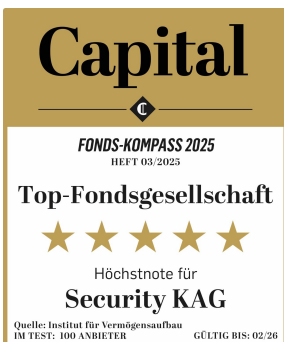 Capital
FONDS-KOMPASS 2025
HEFT 03/2025
Top-Fondsgesellschaft
Höchstnote für
Security KAG
Quelle: Institut für Vermögensaufbau
IM TEST: 100 ANBIETER GÜLTIG BIS: 02/26